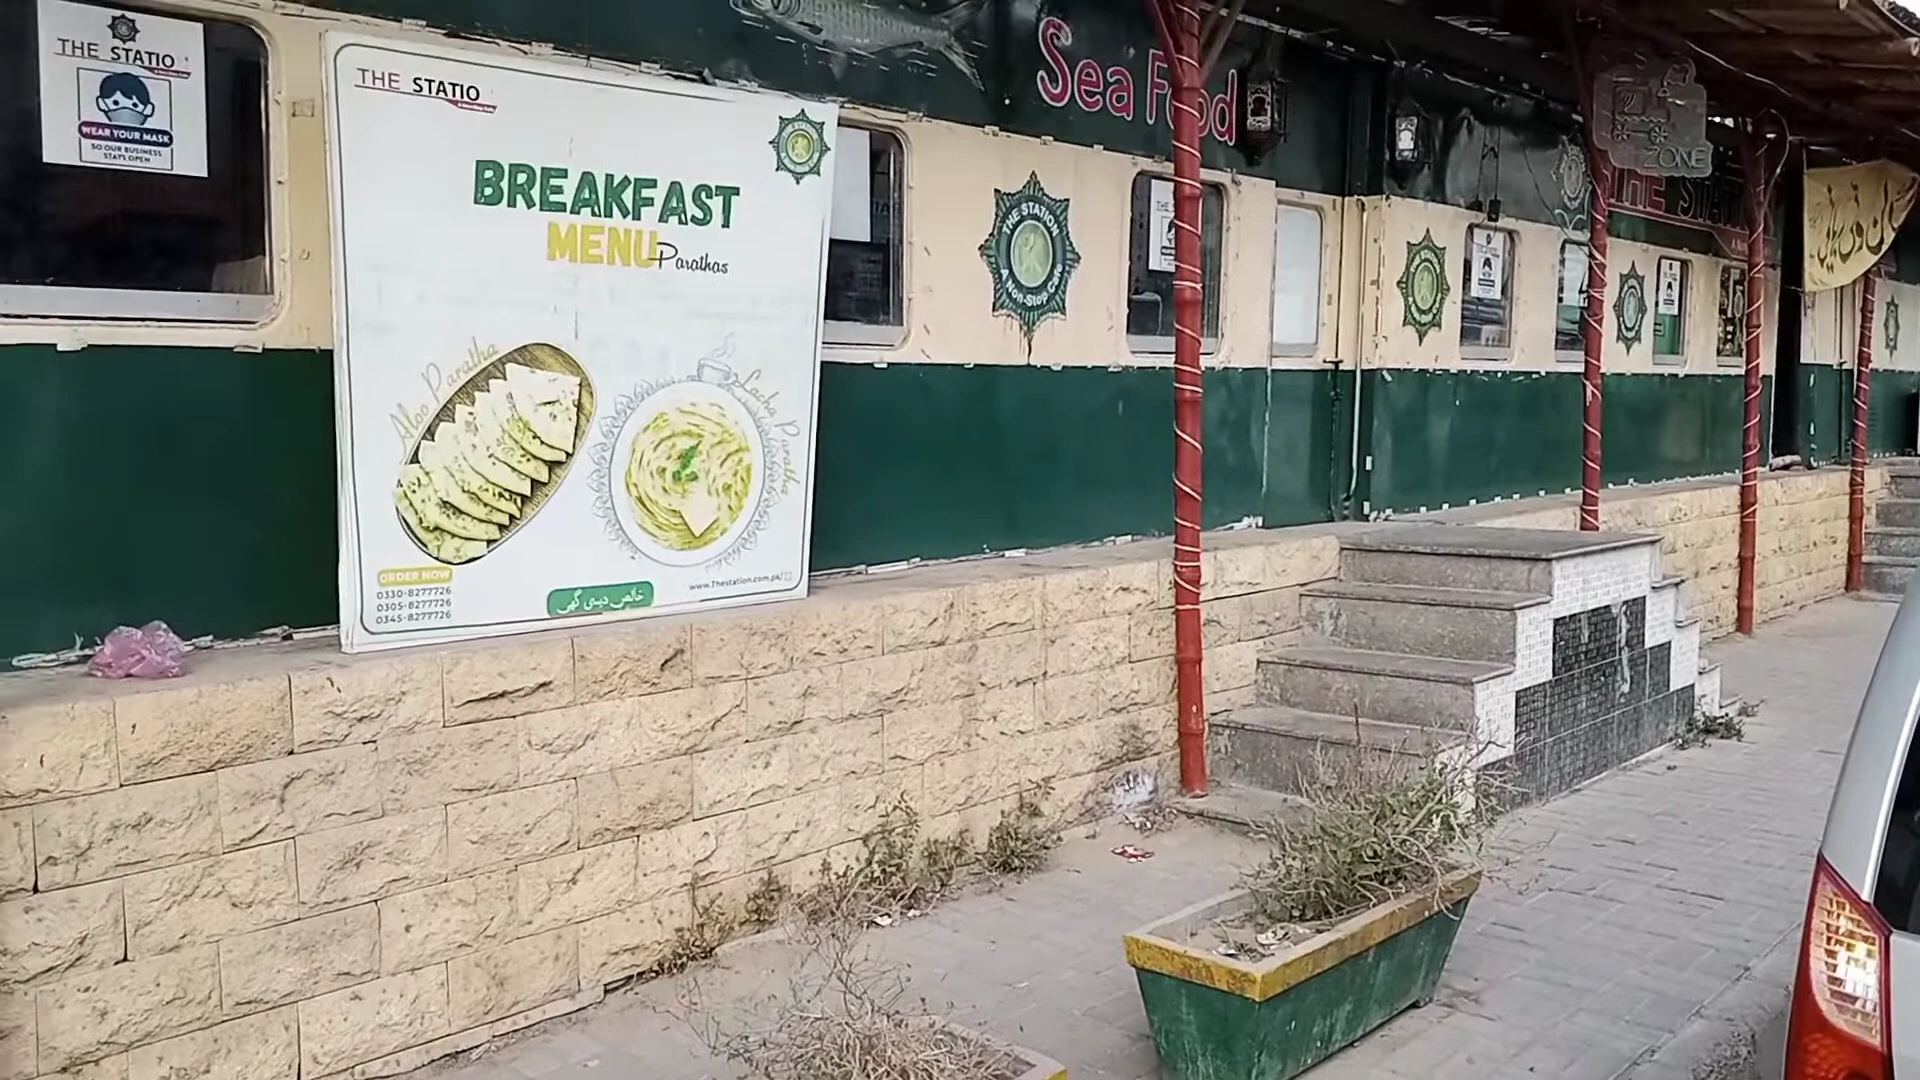 THE STATIO
WEAR YOUR MASK
SO OUR BUSINESS
STAYS OPEN
THE STATIO
BREAKFAST
MENU
Parathas
Aloo Paratha
Lacha Paratha
ORDER NOW
0330-8277726
0305-8277726
0345-8277726
خالص دیسی گھی
www.Thestation.com.pk/
Sea Food
THE STATION
A Non-Stop Cafe
ZONE
THE STAT